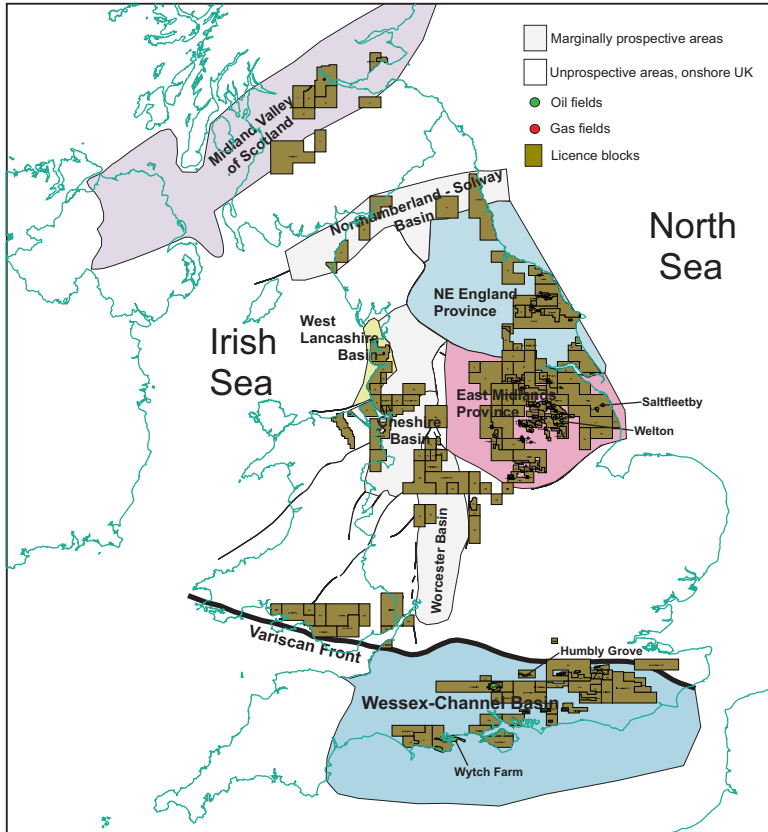 Marginally prospective areas
Unprospective areas, onshore UK
Oil fields
Gas fields
Licence blocks
Midland Valley
of Scotland
Northumberland - Solway
Basin
North
Sea
NE England
Province
West
Lancashire
Basin
Irish
Sea
East Midlands
Province
Saltfleetby
Welton
Cheshire
Basin
Worcester Basin
Variscan Front
Humbly Grove
Wessex-Channel Basin
Wytch Farm